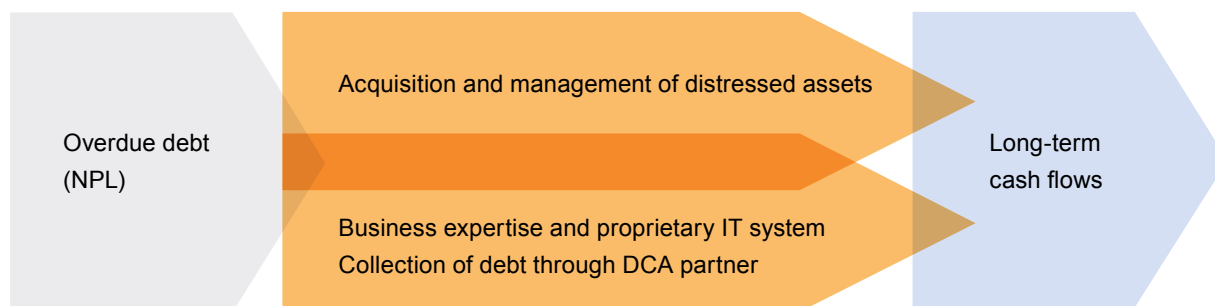 Overdue debt
(NPL)
Acquisition and management of distressed assets
Business expertise and proprietary IT system
Collection of debt through DCA partner
Long-term
cash flows